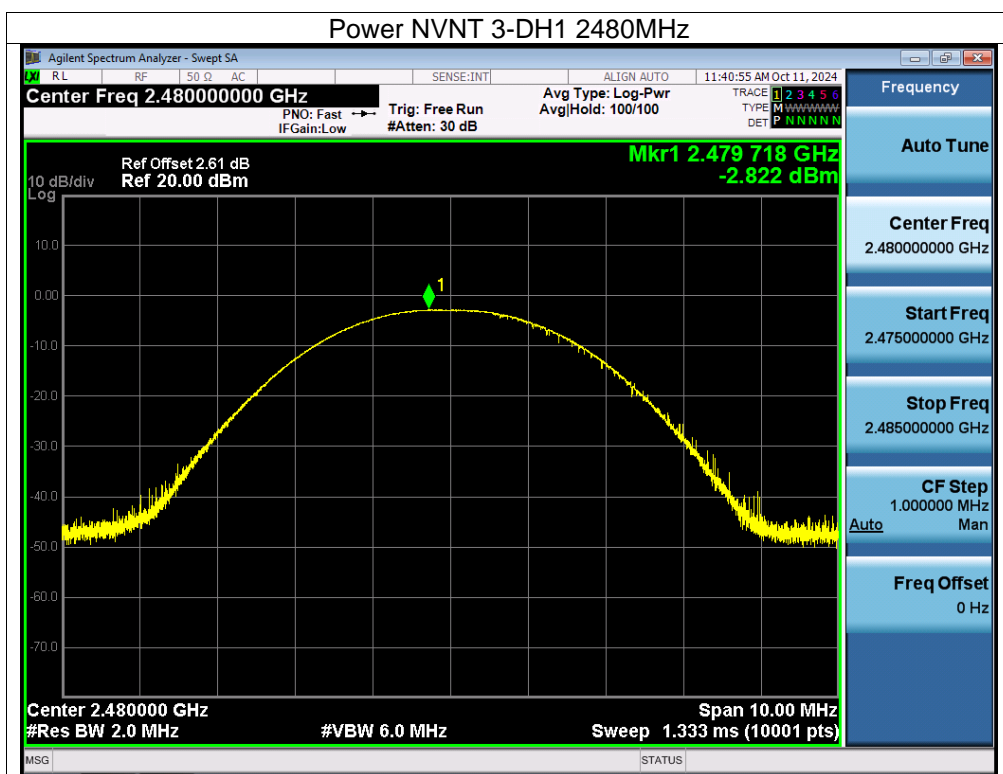 Power NVNT 3-DH1 2480MHz
Agilent Spectrum Analyzer - Swept SA
LXI RL RF 50 Ω AC SENSE:INT ALIGN AUTO 11:40:55 AM Oct 11, 2024
Center Freq 2.480000000 GHz
PNO: Fast
IFGain:Low
Trig: Free Run
#Atten: 30 dB
Avg Type: Log-Pwr
Avg|Hold: 100/100
TRACE 1 2 3 4 5 6
TYPE M WWWWW
DET P N N N N N
Mkr1 2.479 718 GHz
-2.822 dBm
Ref Offset 2.61 dB
10 dB/div Ref 20.00 dBm
Log
10.0
0.00
-10.0
-20.0
-30.0
-40.0
-50.0
-60.0
-70.0
1
Center 2.480000 GHz Span 10.00 MHz
#Res BW 2.0 MHz #VBW 6.0 MHz Sweep 1.333 ms (10001 pts)
MSG STATUS
Frequency
Auto Tune
Center Freq
2.480000000 GHz
Start Freq
2.475000000 GHz
Stop Freq
2.485000000 GHz
CF Step
1.000000 MHz
Auto Man
Freq Offset
0 Hz